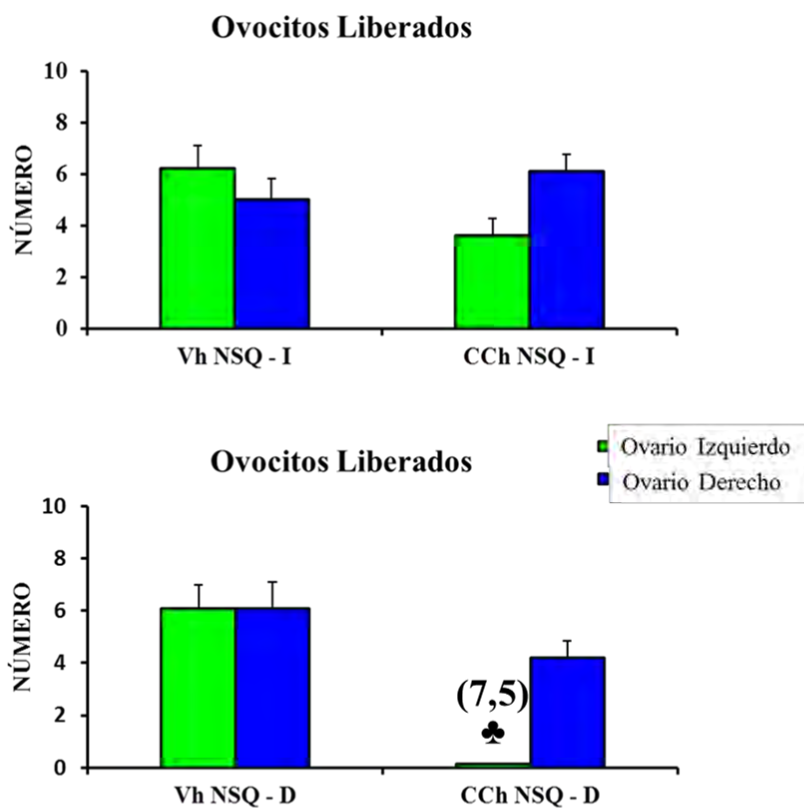 Ovocitos Liberados
NÚMERO
10
8
6
4
2
0
Vh NSQ - I
CCh NSQ - I
Ovario Izquierdo
Ovario Derecho
Ovocitos Liberados
NÚMERO
10
8
6
4
2
0
(7,5)
♣
Vh NSQ - D
CCh NSQ - D